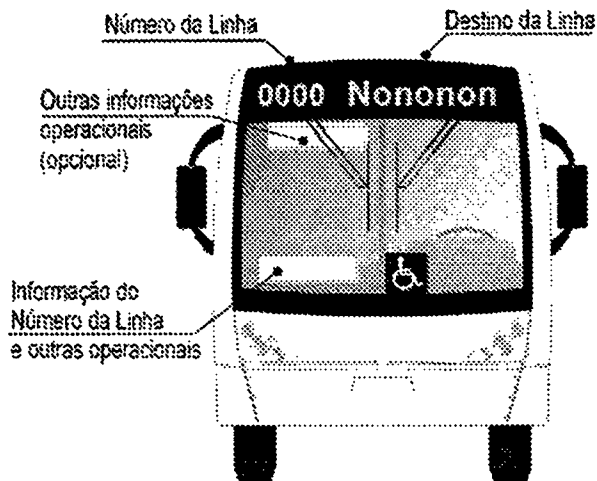 Número da Linha
Destino da Linha
0000 Nononon
Outras informações
operacionais
(opcional)
Informação do
Número da Linha
e outras operacionais